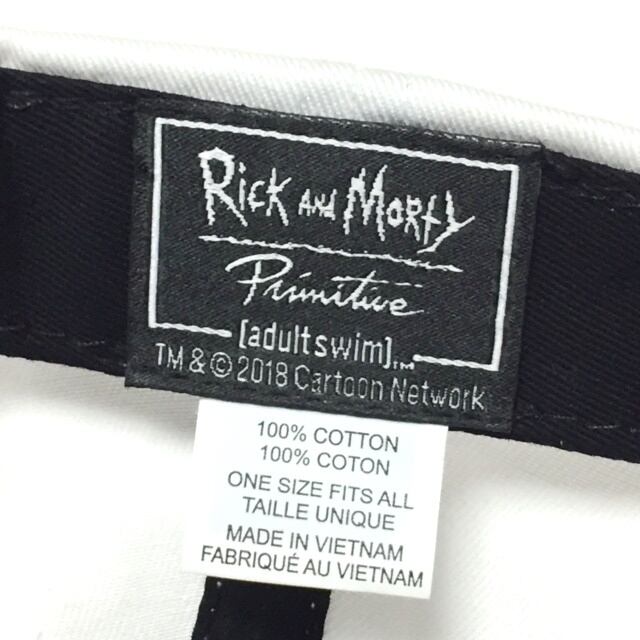 Rick and Morty
Primitive
[adult swim]™
TM & © 2018 Cartoon Network
100% COTTON
100% COTON
ONE SIZE FITS ALL
TAILLE UNIQUE
MADE IN VIETNAM
FABRIQUÉ AU VIETNAM